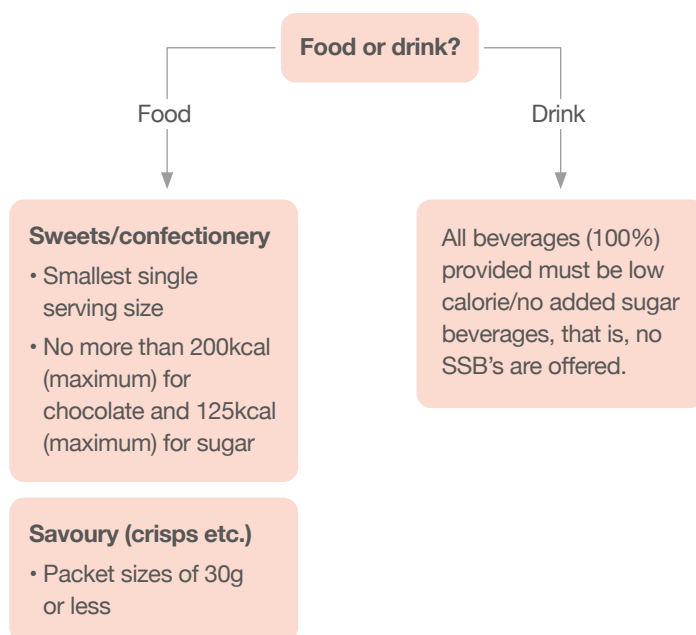 Food or drink?
Food
Drink
Sweets/confectionery
• Smallest single
serving size
• No more than 200kcal
(maximum) for
chocolate and 125kcal
(maximum) for sugar
Savoury (crisps etc.)
• Packet sizes of 30g
or less
All beverages (100%)
provided must be low
calorie/no added sugar
beverages, that is, no
SSB’s are offered.